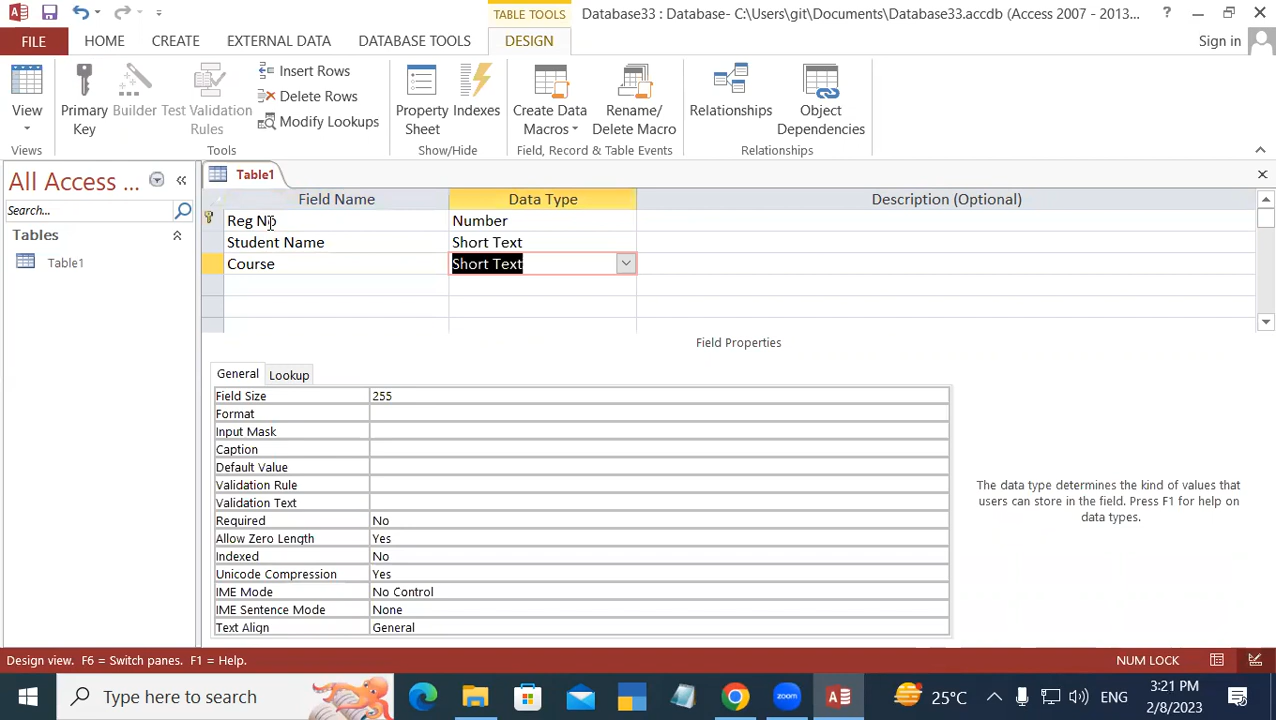 TABLE TOOLS Database33 : Database- C:\Users\git\Documents\Database33.accdb (Access 2007 - 2013... ?
FILE HOME CREATE EXTERNAL DATA DATABASE TOOLS DESIGN Sign in
View Primary Key Builder Test Validation Rules Insert Rows Delete Rows Modify Lookups Property Sheet Indexes Create Data Macros Rename/ Delete Macro Relationships Object Dependencies
Views Tools Show/Hide Field, Record & Table Events Relationships
All Access ...
Search...
Tables
Table1
Table1
Field Name Data Type Description (Optional)
Reg No Number
Student Name Short Text
Course Short Text
Field Properties
General Lookup
Field Size 255
Format
Input Mask
Caption
Default Value
Validation Rule
Validation Text
Required No
Allow Zero Length Yes
Indexed No
Unicode Compression Yes
IME Mode No Control
IME Sentence Mode None
Text Align General
The data type determines the kind of values that
users can store in the field. Press F1 for help on
data types.
Design view. F6 = Switch panes. F1 = Help. NUM LOCK
Type here to search zoom 25°C ENG 3:21 PM
2/8/2023